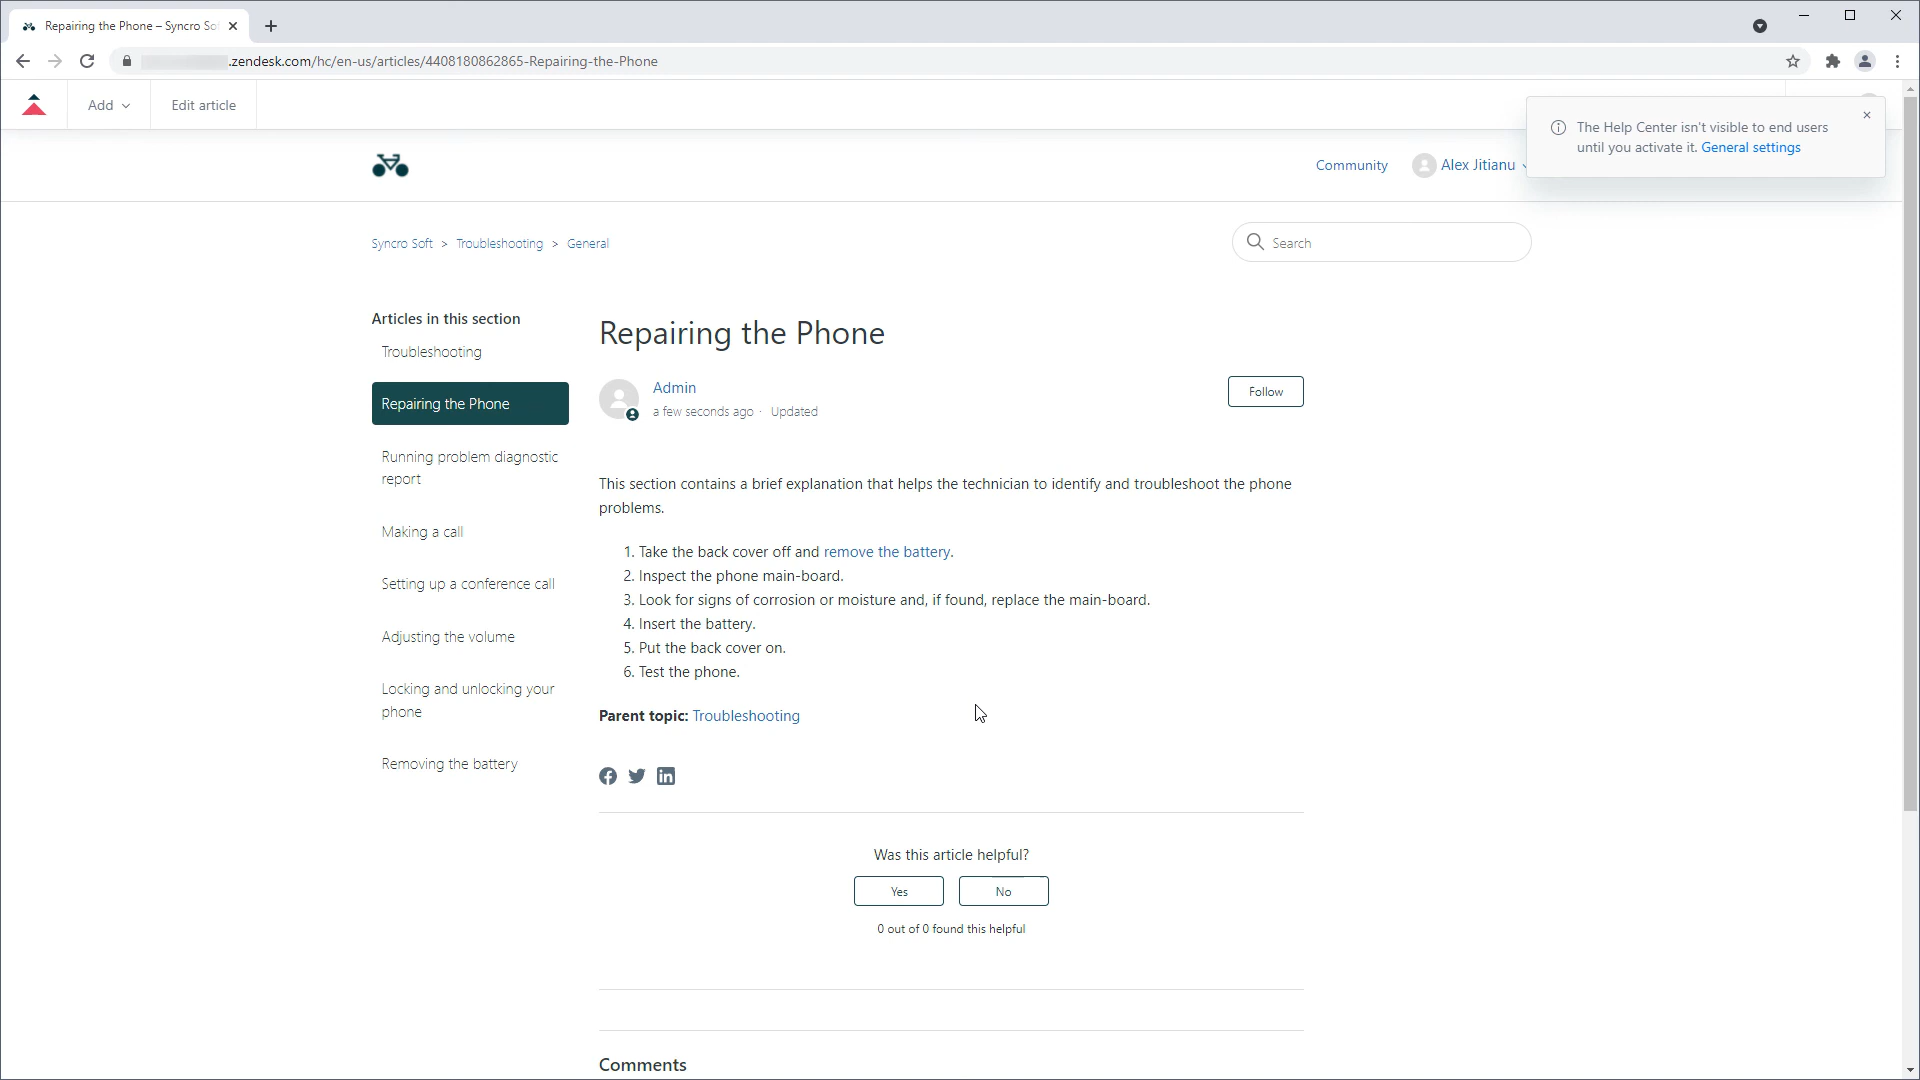 Repairing the Phone – Syncro So
.zendesk.com/hc/en-us/articles/4408180862865-Repairing-the-Phone
Add
Edit article
The Help Center isn't visible to end users
until you activate it. General settings
Community
Alex Jitianu
Syncro Soft > Troubleshooting > General
Search
Articles in this section
Troubleshooting
Repairing the Phone
Running problem diagnostic
report
Making a call
Setting up a conference call
Adjusting the volume
Locking and unlocking your
phone
Removing the battery
Repairing the Phone
Admin
a few seconds ago · Updated
Follow
This section contains a brief explanation that helps the technician to identify and troubleshoot the phone
problems.
1. Take the back cover off and remove the battery.
2. Inspect the phone main-board.
3. Look for signs of corrosion or moisture and, if found, replace the main-board.
4. Insert the battery.
5. Put the back cover on.
6. Test the phone.
Parent topic: Troubleshooting
Was this article helpful?
Yes
No
0 out of 0 found this helpful
Comments